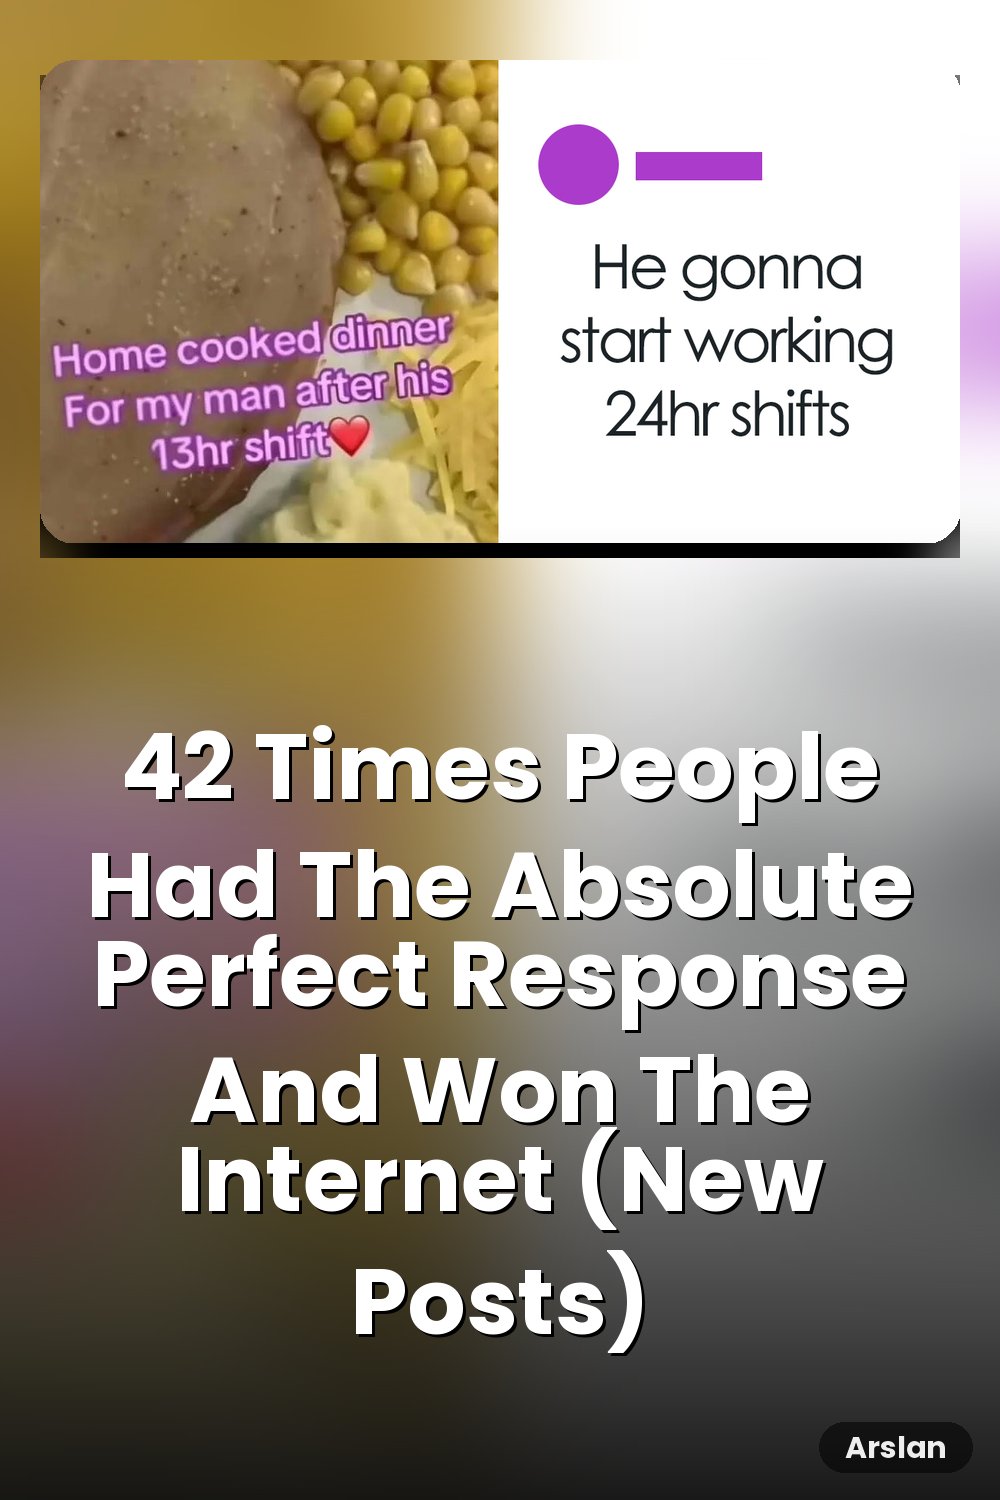 Home cooked dinner
For my man after his
13hr shift❤️
He gonna
start working
24hr shifts
42 Times People
Had The Absolute
Perfect Response
And Won The
Internet (New
Posts)
Arslan